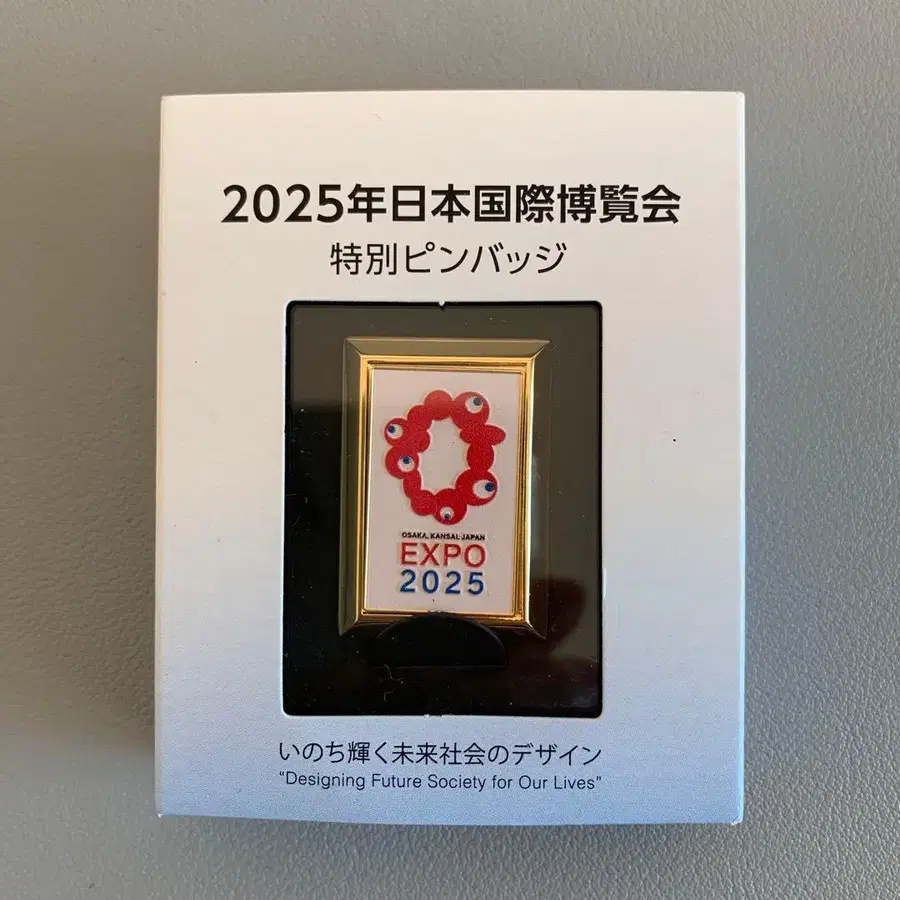 2025年日本国際博覧会
特別ピンバッジ
OSAKA, KANSAI, JAPAN
EXPO
2025
いのち輝く未来社会のデザイン
"Designing Future Society for Our Lives"